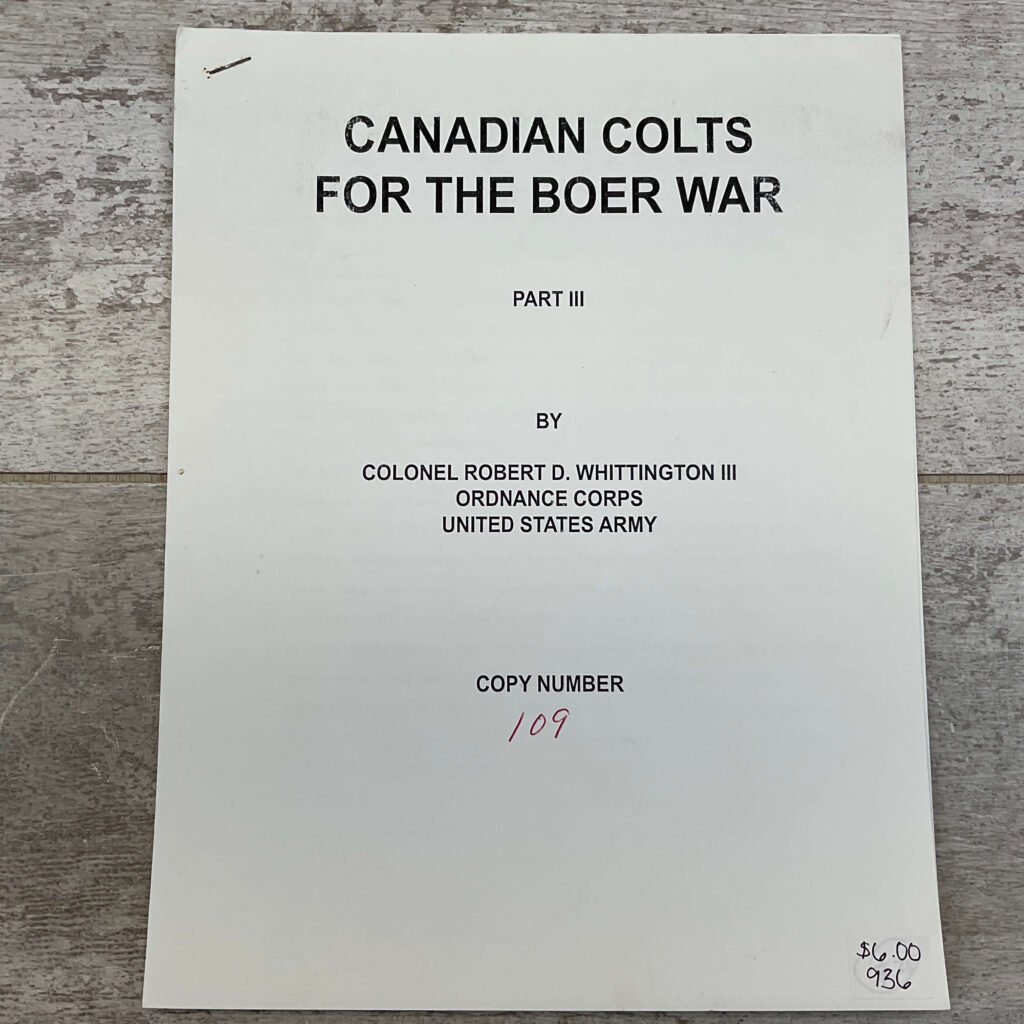 CANADIAN COLTS
FOR THE BOER WAR
PART III
BY
COLONEL ROBERT D. WHITTINGTON III
ORDNANCE CORPS
UNITED STATES ARMY
COPY NUMBER
109
$6.00
936